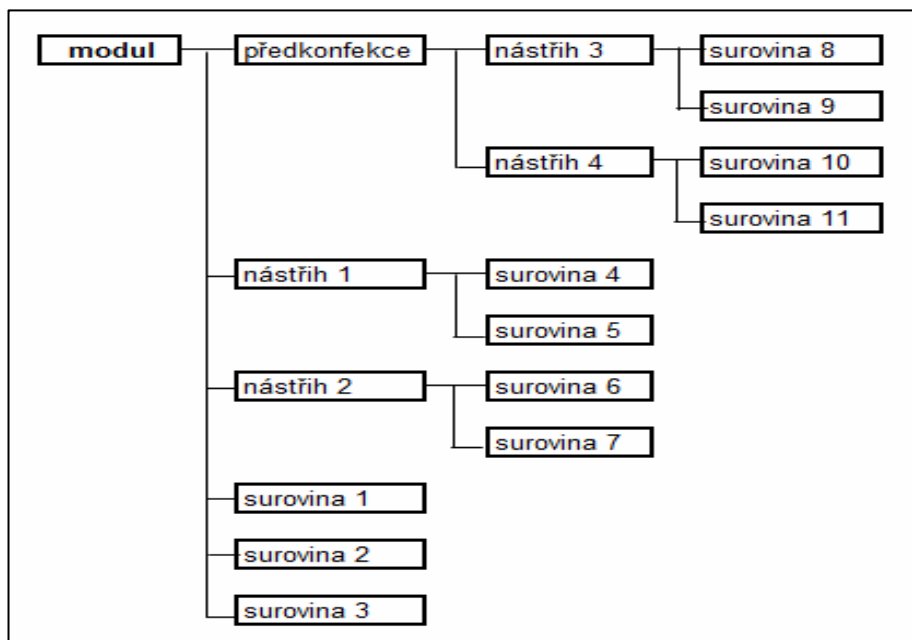 modul předkonfekce nástřih 3 surovina 8
surovina 9
nástřih 4 surovina 10
surovina 11
nástřih 1 surovina 4
surovina 5
nástřih 2 surovina 6
surovina 7
surovina 1
surovina 2
surovina 3